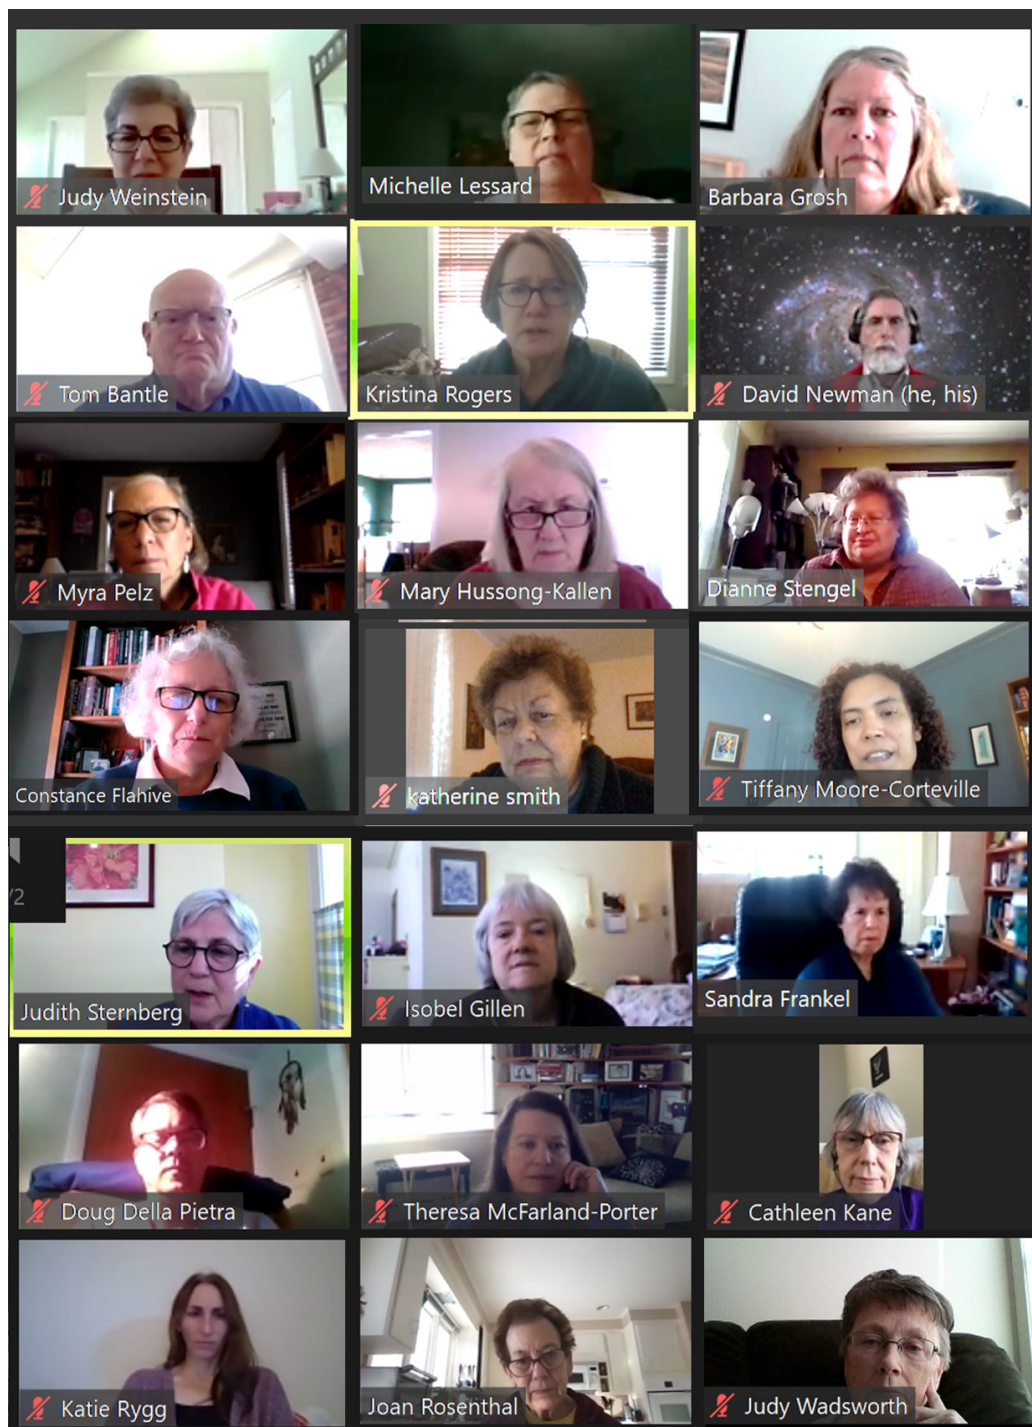 Judy Weinstein
Michelle Lessard
Barbara Grosh
Tom Bantle
Kristina Rogers
David Newman (he, his)
Myra Pelz
Mary Hussong-Kallen
Dianne Stengel
Constance Flahive
katherine smith
Tiffany Moore-Corteville
/2
Judith Sternberg
Isobel Gillen
Sandra Frankel
Doug Della Pietra
Theresa McFarland-Porter
Cathleen Kane
Katie Rygg
Joan Rosenthal
Judy Wadsworth